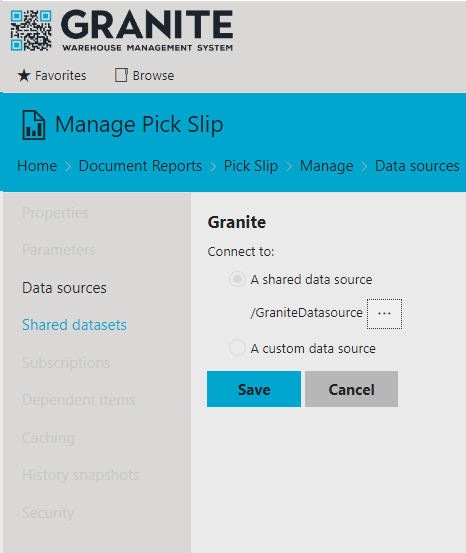 GRANITE
WAREHOUSE MANAGEMENT SYSTEM
Favorites Browse
Manage Pick Slip
Home > Document Reports > Pick Slip > Manage > Data sources
Properties
Parameters
Data sources
Shared datasets
Subscriptions
Dependent items
Caching
History snapshots
Security
Granite
Connect to:
A shared data source
/GraniteDatasource ...
A custom data source
Save Cancel